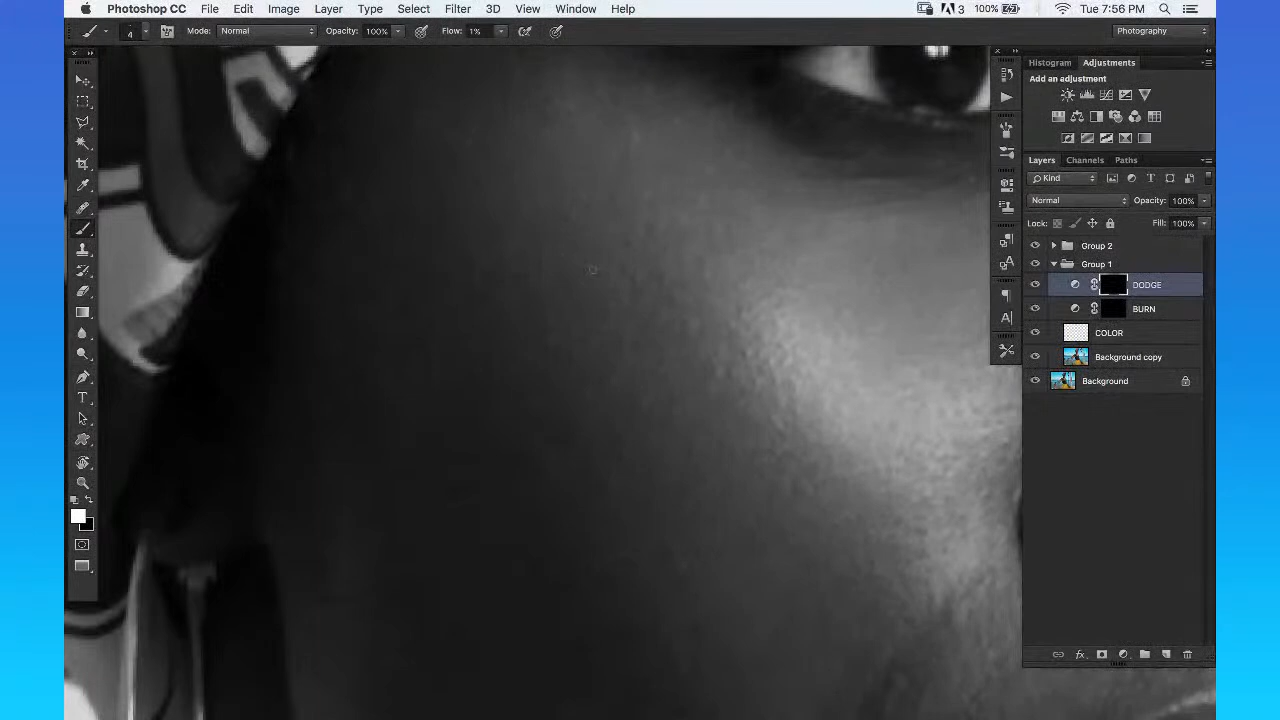 Photoshop CC File Edit Image Layer Type Select Filter 3D View Window Help 3 100% Tue 7:56 PM
4 Mode: Normal Opacity: 100% Flow: 1% Photography
Histogram Adjustments
Add an adjustment
Layers Channels Paths
Kind
Normal Opacity: 100%
Lock: Fill: 100%
Group 2
Group 1
DODGE
BURN
COLOR
Background copy
Background